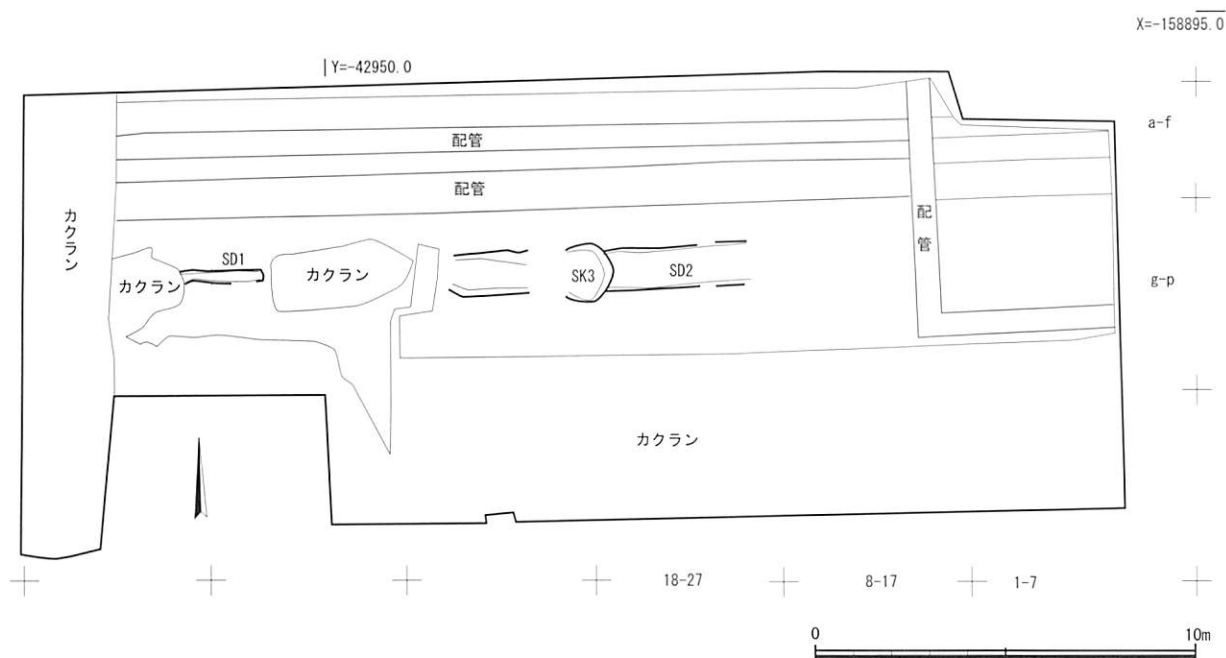 X=-158895.0
Y=-42950.0
a-f
配管
配管
カクラン
配管
SD1
カクラン
カクラン
SK3
SD2
g-p
カクラン
18-27
8-17
1-7
0
10m